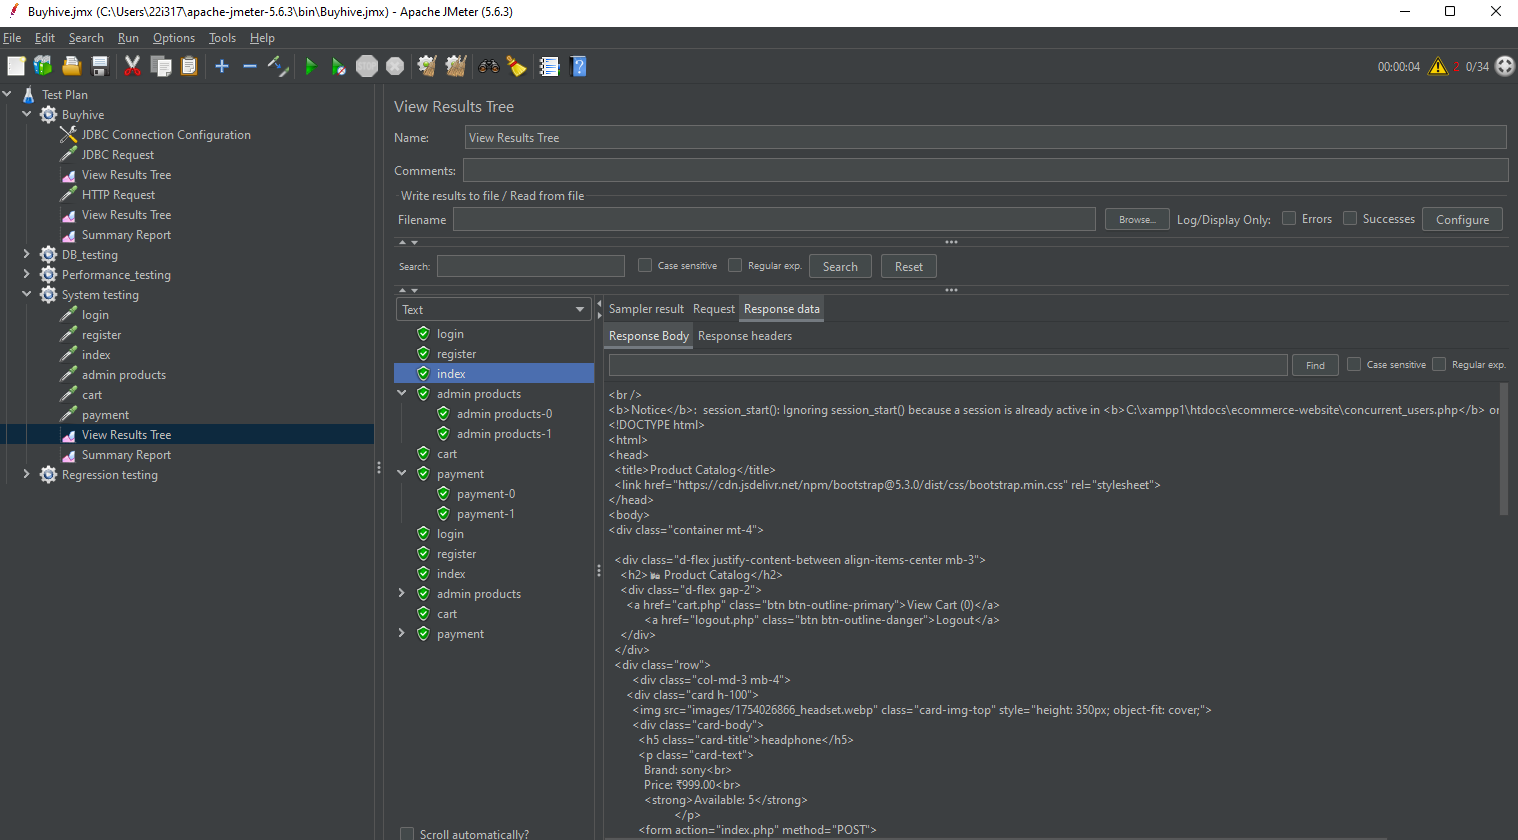 Buyhive.jmx (C:\Users\22i317\apache-jmeter-5.6.3\bin\Buyhive.jmx) - Apache JMeter (5.6.3)
File Edit Search Run Options Tools Help
00:00:04 2 0/34
Test Plan
Buyhive
JDBC Connection Configuration
JDBC Request
View Results Tree
HTTP Request
View Results Tree
Summary Report
DB_testing
Performance_testing
System testing
login
register
index
admin products
cart
payment
View Results Tree
Summary Report
Regression testing
View Results Tree
Name: View Results Tree
Comments:
Write results to file / Read from file
Filename Browse... Log/Display Only: Errors Successes Configure
Search: Case sensitive Regular exp. Search Reset
Text
login
register
index
admin products
admin products-0
admin products-1
cart
payment
payment-0
payment-1
login
register
index
admin products
cart
payment
Scroll automatically?
Sampler result Request Response data
Response Body Response headers
Find Case sensitive Regular exp.
<br />
<b>Notice</b>: session_start(): Ignoring session_start() because a session is already active in <b>C:\xampp1\htdocs\ecommerce-website\concurrent_users.php</b> or
<!DOCTYPE html>
<html>
<head>
<title>Product Catalog</title>
<link href="https://cdn.jsdelivr.net/npm/bootstrap@5.3.0/dist/css/bootstrap.min.css" rel="stylesheet">
</head>
<body>
<div class="container mt-4">
<div class="d-flex justify-content-between align-items-center mb-3">
<h2> Product Catalog</h2>
<div class="d-flex gap-2">
<a href="cart.php" class="btn btn-outline-primary">View Cart (0)</a>
<a href="logout.php" class="btn btn-outline-danger">Logout</a>
</div>
</div>
<div class="row">
<div class="col-md-3 mb-4">
<div class="card h-100">
<img src="images/1754026866_headset.webp" class="card-img-top" style="height: 350px; object-fit: cover;">
<div class="card-body">
<h5 class="card-title">headphone</h5>
<p class="card-text">
Brand: sony<br>
Price: ₹999.00<br>
<strong>Available: 5</strong>
</p>
<form action="index.php" method="POST">